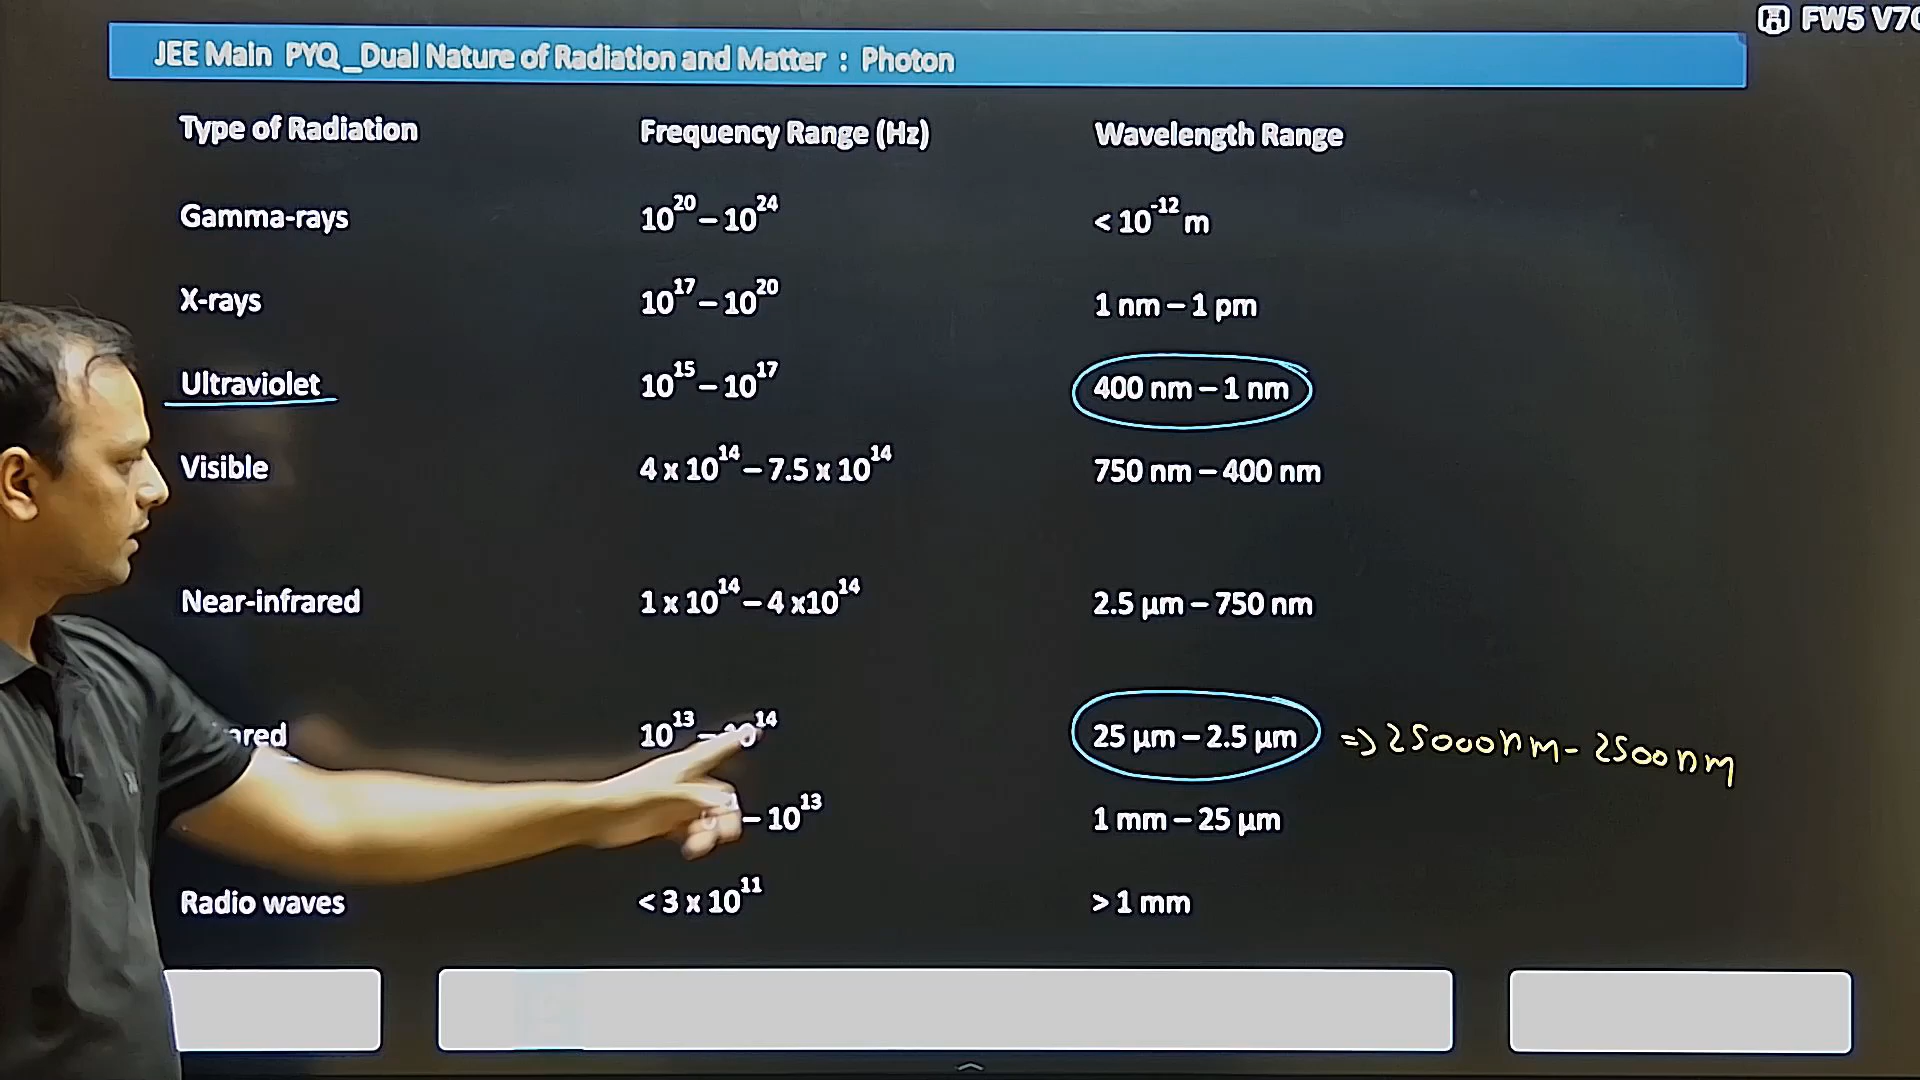 FW5 V70
JEE Main PYQ_Dual Nature of Radiation and Matter : Photon
Type of Radiation Frequency Range (Hz) Wavelength Range
Gamma-rays 10^20 – 10^24 < 10^-12 m
X-rays 10^17 – 10^20 1 nm – 1 pm
Ultraviolet 10^15 – 10^17 400 nm – 1 nm
Visible 4 x 10^14 – 7.5 x 10^14 750 nm – 400 nm
Near-infrared 1 x 10^14 – 4 x10^14 2.5 µm – 750 nm
ared 10^13 – 10^14 25 µm – 2.5 µm => 25000nm - 2500nm
– 10^13 1 mm – 25 µm
Radio waves < 3 x 10^11 > 1 mm